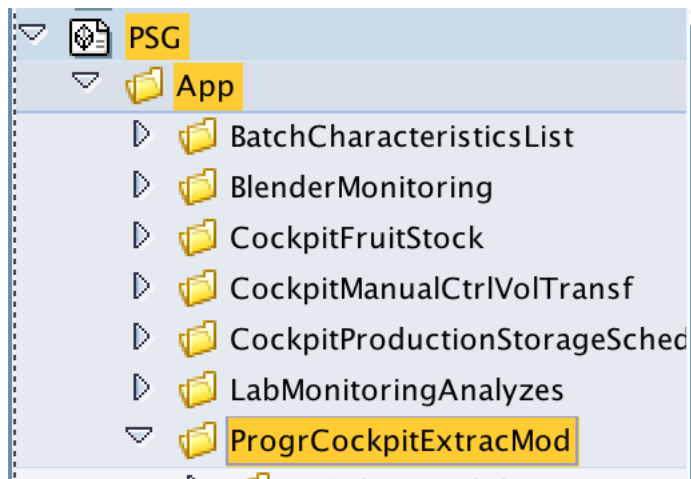 PSG
App
BatchCharacteristicsList
BlenderMonitoring
CockpitFruitStock
CockpitManualCtrlVolTransf
CockpitProductionStorageSched
LabMonitoringAnalyzes
ProgrCockpitExtracMod